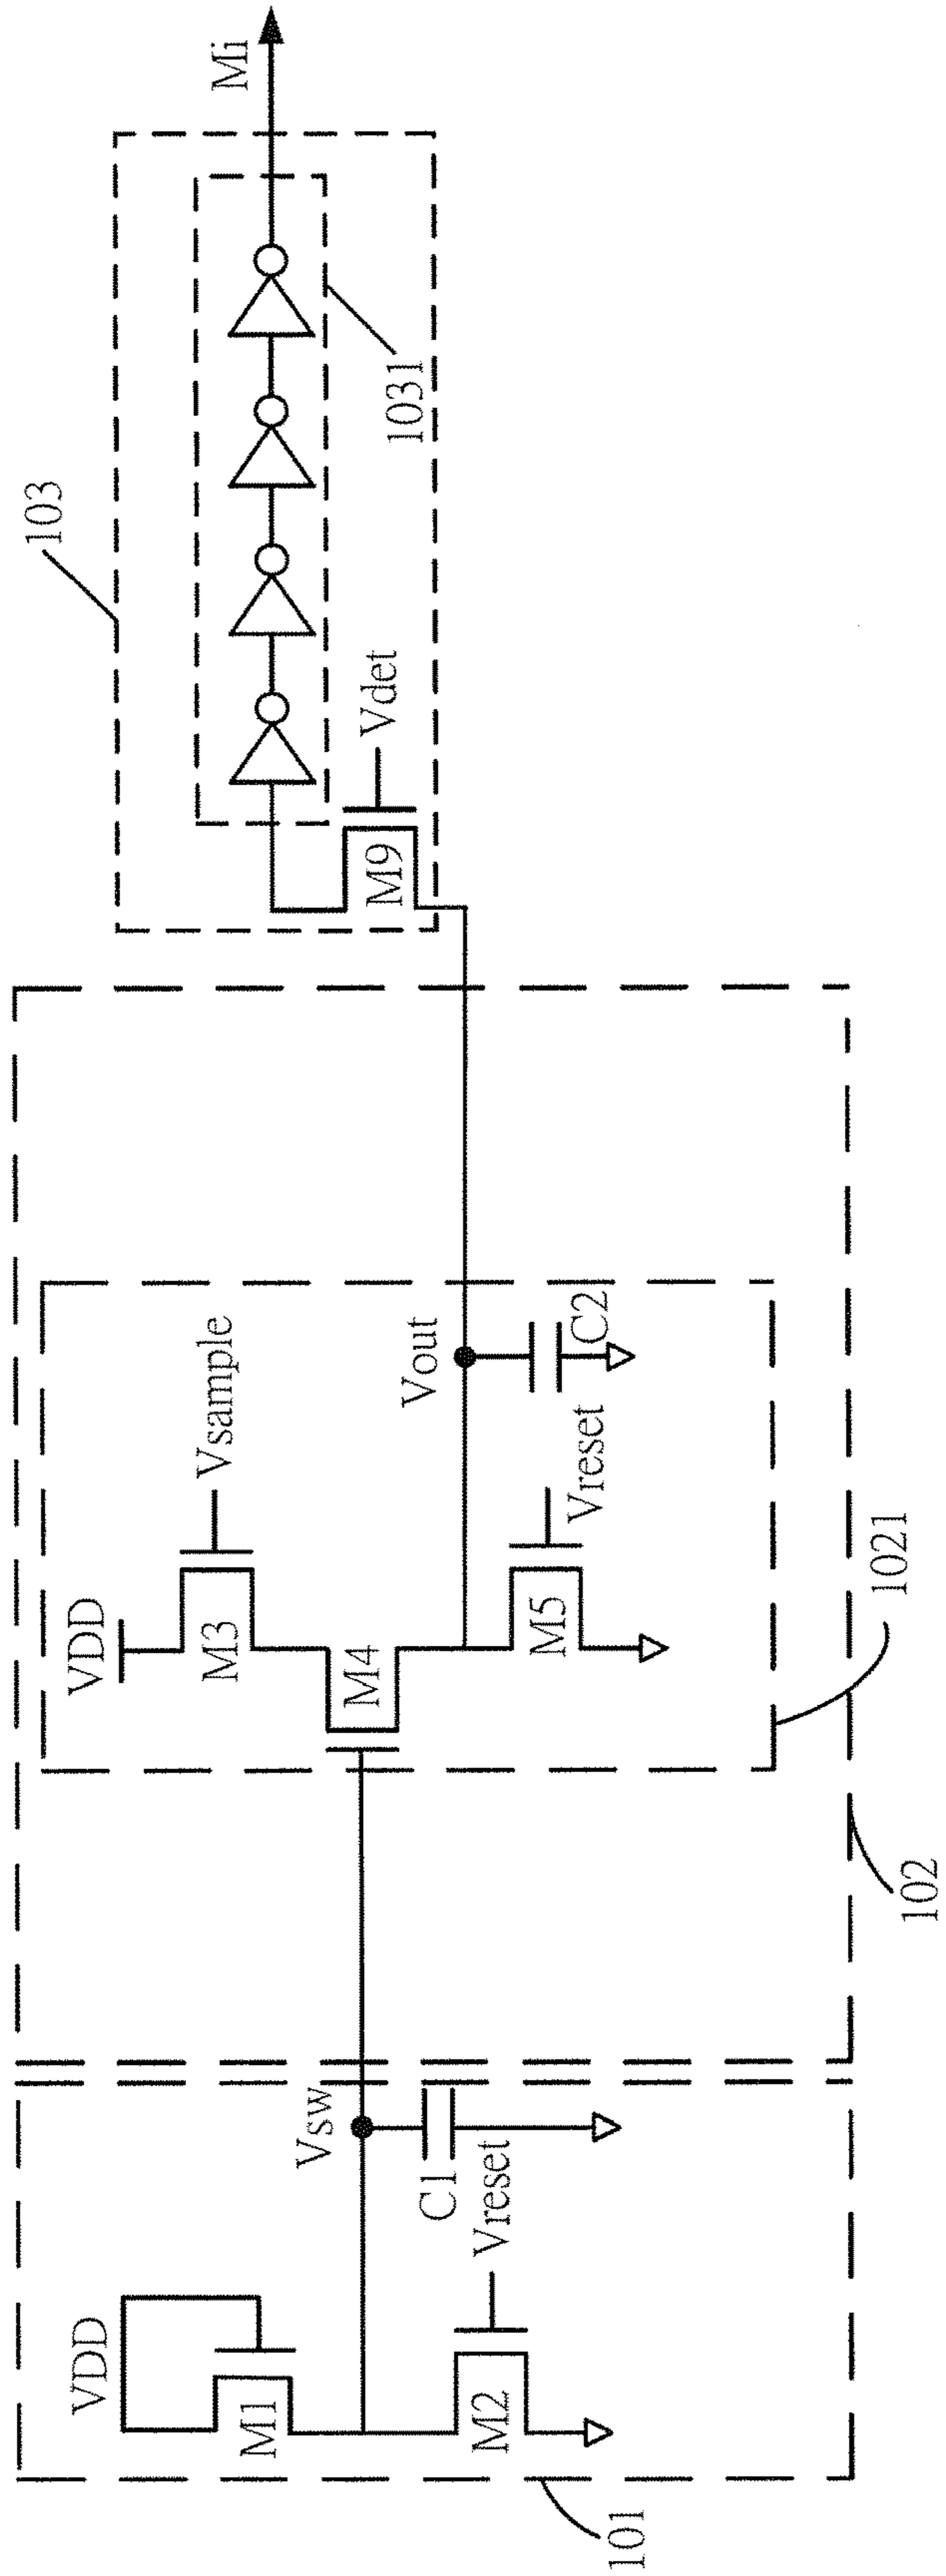 VDD
M1
M2
Vreset
C1
Vsw
101
VDD
M3
Vsample
M4
M5
Vreset
Vout
C2
1021
102
M9
Vdet
1031
103
Mi